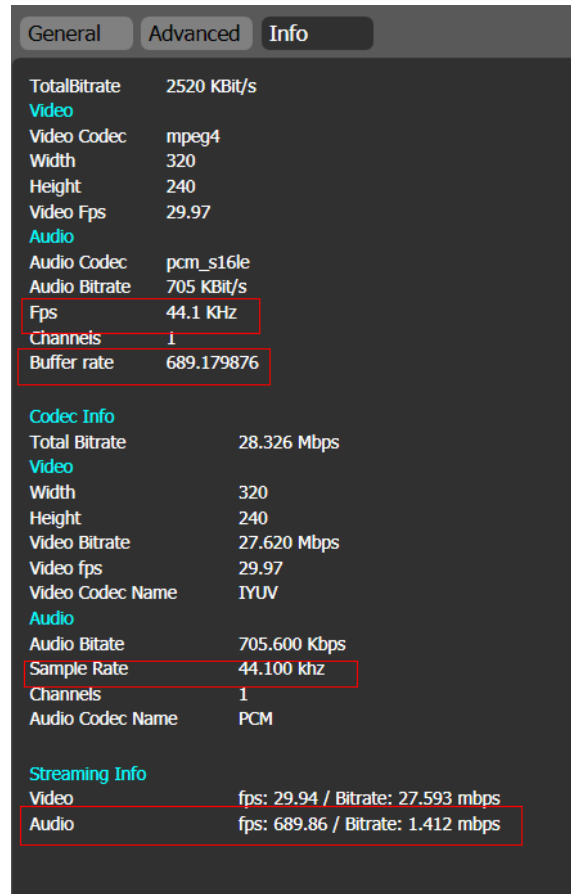 General Advanced Info
TotalBitrate 2520 KBit/s
Video
Video Codec mpeg4
Width 320
Height 240
Video Fps 29.97
Audio
Audio Codec pcm_s16le
Audio Bitrate 705 KBit/s
Fps 44.1 KHz
Channels 1
Buffer rate 689.179876
Codec Info
Total Bitrate 28.326 Mbps
Video
Width 320
Height 240
Video Bitrate 27.620 Mbps
Video fps 29.97
Video Codec Name IYUV
Audio
Audio Bitate 705.600 Kbps
Sample Rate 44.100 khz
Channels 1
Audio Codec Name PCM
Streaming Info
Video fps: 29.94 / Bitrate: 27.593 mbps
Audio fps: 689.86 / Bitrate: 1.412 mbps